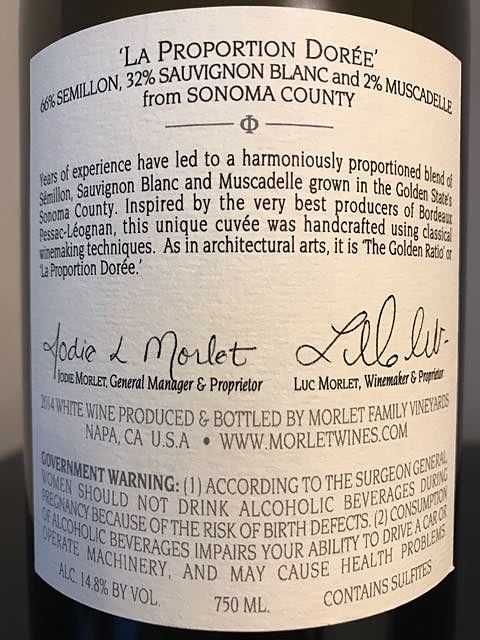 'LA PROPORTION DORÉE'
66% SEMILLON, 32% SAUVIGNON BLANC and 2% MUSCADELLE
from SONOMA COUNTY
Φ
Years of experience have led to a harmoniously proportioned blend of
Sémillon, Sauvignon Blanc and Muscadelle grown in the Golden State's
Sonoma County. Inspired by the very best producers of Bordeaux
Pessac-Léognan, this unique cuvée was handcrafted using classical
winemaking techniques. As in architectural arts, it is 'The Golden Ratio' or
'La Proportion Dorée.'
Jodie L Morlet
JODIE MORLET, General Manager & Proprietor
LUC MORLET, Winemaker & Proprietor
2014 WHITE WINE PRODUCED & BOTTLED BY MORLET FAMILY VINEYARDS
NAPA, CA U.S.A • WWW.MORLETWINES.COM
GOVERNMENT WARNING: (1) ACCORDING TO THE SURGEON GENERAL
WOMEN SHOULD NOT DRINK ALCOHOLIC BEVERAGES DURING
PREGNANCY BECAUSE OF THE RISK OF BIRTH DEFECTS. (2) CONSUMPTION
OF ALCOHOLIC BEVERAGES IMPAIRS YOUR ABILITY TO DRIVE A CAR OR
OPERATE MACHINERY, AND MAY CAUSE HEALTH PROBLEMS
ALC. 14.8% BY VOL. 750 ML. CONTAINS SULFITES